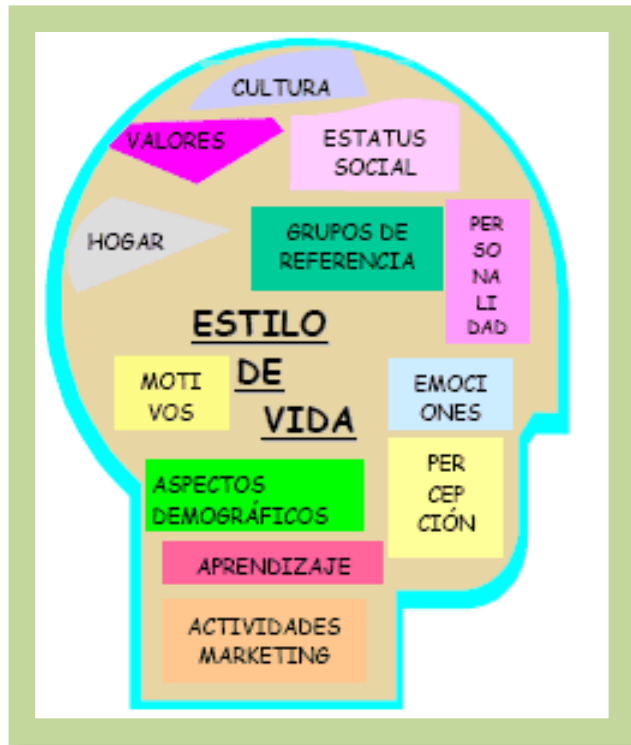 CULTURA
VALORES
ESTATUS
SOCIAL
HOGAR
GRUPOS DE
REFERENCIA
PER
SO
NA
LI
DAD
ESTILO
DE
VIDA
MOTI
VOS
EMOCI
ONES
PER
CEP
CIÓN
ASPECTOS
DEMOGRÁFICOS
APRENDIZAJE
ACTIVIDADES
MARKETING